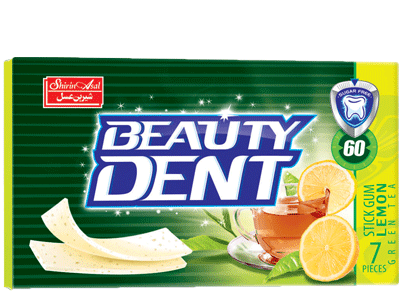 Shirin Asal
شیرین عسل
SUGAR FREE
BEAUTY
DENT
60
STICK GUM
LEMON
GREEN TEA
7
PIECES